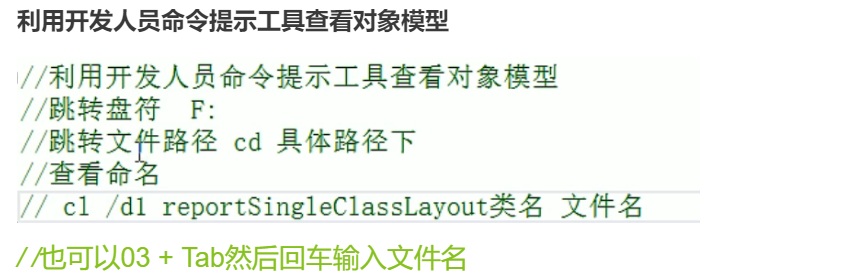 利用开发人员命令提示工具查看对象模型
//利用开发人员命令提示工具查看对象模型
//跳转盘符 F:
//跳转文件路径 cd 具体路径下
//查看命名
// cl /d1 reportSingleClassLayout类名 文件名
//也可以03 + Tab然后回车输入文件名